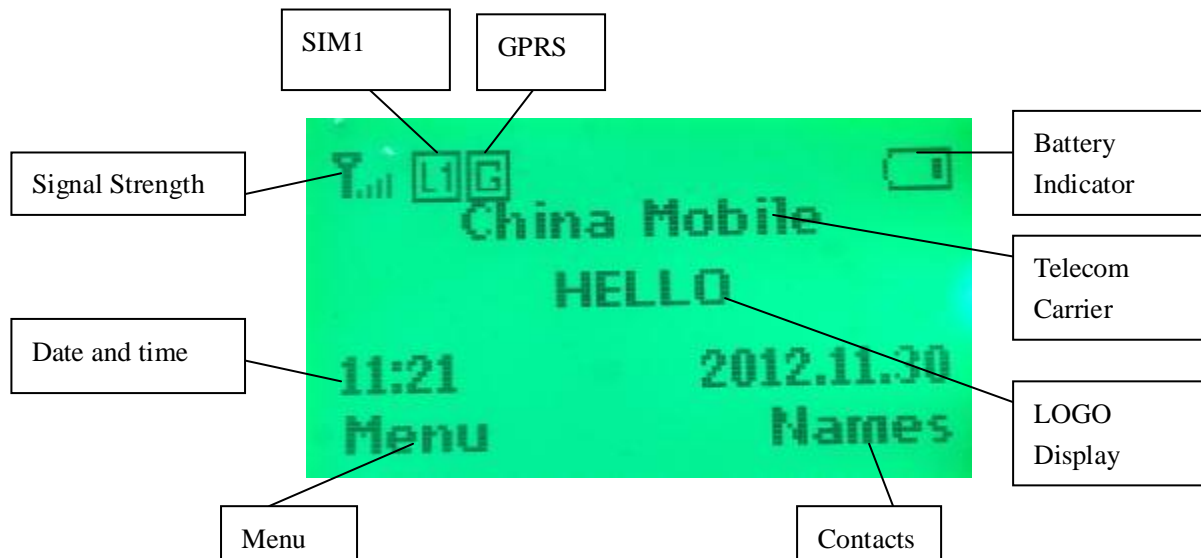 SIM1
GPRS
Signal Strength
Battery
Indicator
L1 G
China Mobile
Telecom
Carrier
HELLO
Date and time
11:21
2012.11.30
LOGO
Display
Menu
Names
Menu
Contacts